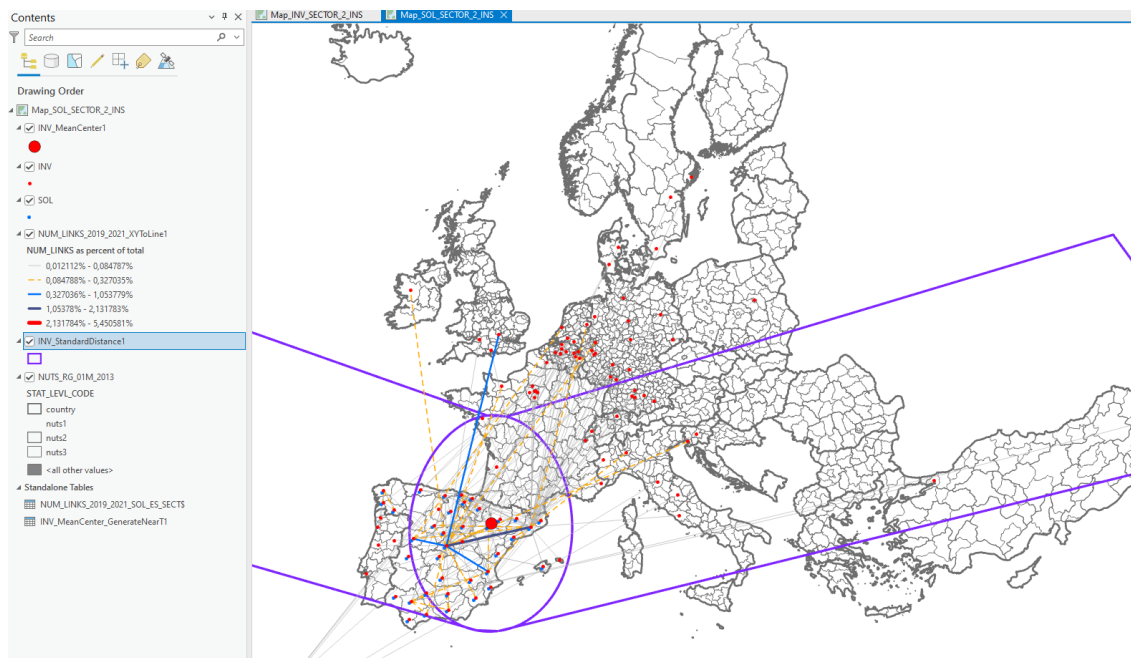 Contents
Map_INV_SECTOR_2_INS
Map_SOL_SECTOR_2_INS
Search
Drawing Order
Map_SOL_SECTOR_2_INS
INV_MeanCenter1
INV
SOL
NUM_LINKS_2019_2021_XYToLine1
NUM_LINKS as percent of total
0,012112% - 0,084787%
0,084788% - 0,327035%
0,327036% - 1,053779%
1,05378% - 2,131783%
2,131784% - 5,450581%
INV_StandardDistance1
NUTS_RG_01M_2013
STAT_LEVL_CODE
country
nuts1
nuts2
nuts3
<all other values>
Standalone Tables
NUM_LINKS_2019_2021_SOL_ES_SECT$
INV_MeanCenter_GenerateNearT1